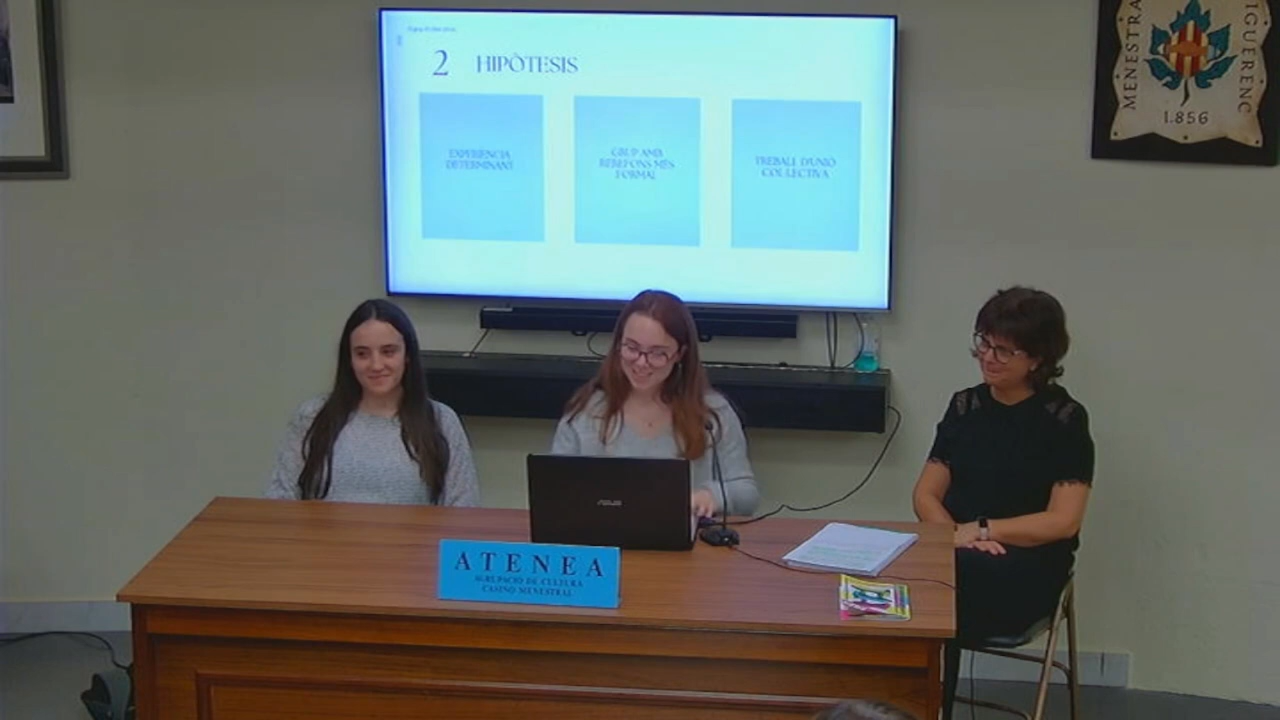 2 HIPÒTESIS
EXPERIÈNCIA
DETERMINANT
GRUP AMB
REREFONS MÉS
FORMAL
TREBALL D'UNIÓ
COL·LECTIVA
MENESTRA
IGUERENC
1.856
ASUS
ATENEA
AGRUPACIÓ DE CULTURA
CASINO MENESTRAL